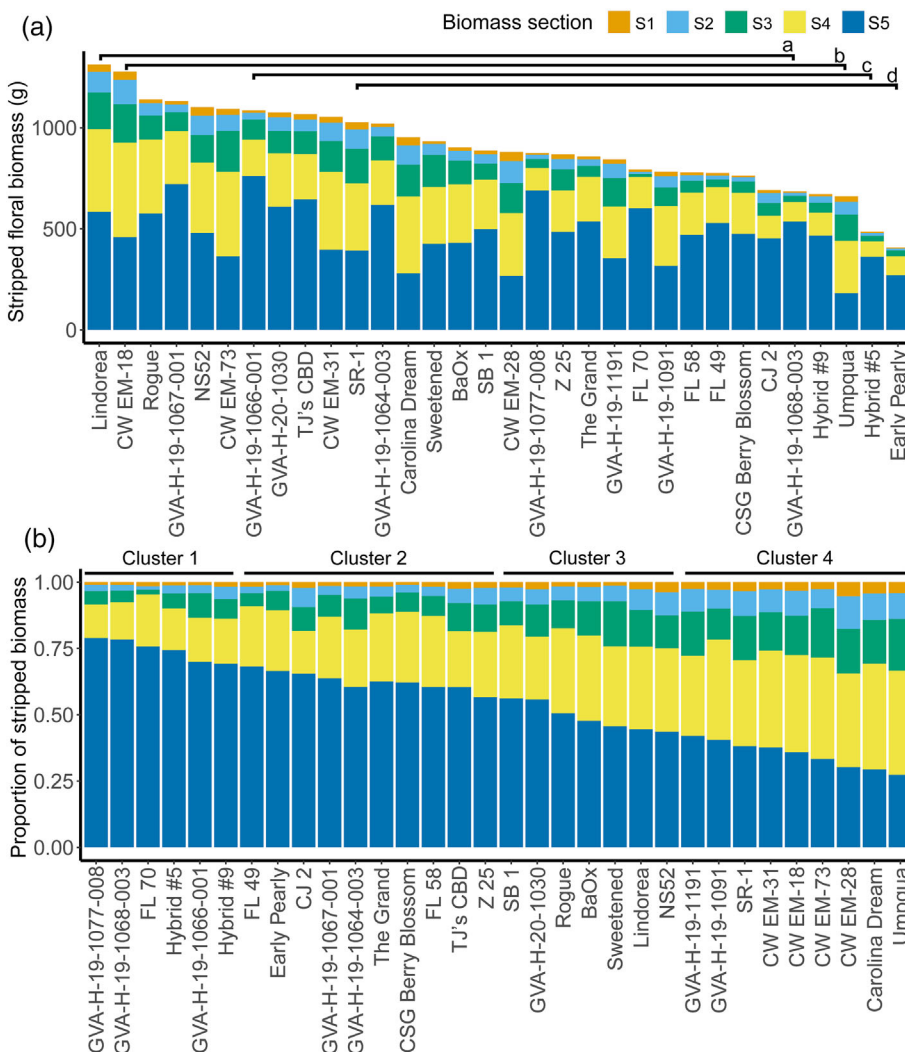 Biomass section S1 S2 S3 S4 S5
(a)
a
b
c
d
Stripped floral biomass (g)
1000
500
0
Lindorea
CW EM-18
Rogue
GVA-H-19-1067-001
NS52
CW EM-73
GVA-H-19-1066-001
GVA-H-20-1030
TJ's CBD
CW EM-31
SR-1
GVA-H-19-1064-003
Carolina Dream
Sweetened
BaOx
SB 1
CW EM-28
GVA-H-19-1077-008
Z 25
The Grand
GVA-H-19-1191
FL 70
GVA-H-19-1091
FL 58
FL 49
CSG Berry Blossom
CJ 2
GVA-H-19-1068-003
Hybrid #9
Umpqua
Hybrid #5
Early Pearly
(b)
Cluster 1 Cluster 2 Cluster 3 Cluster 4
Proportion of stripped biomass
1.00
0.75
0.50
0.25
0.00
GVA-H-19-1077-008
GVA-H-19-1068-003
FL 70
Hybrid #5
GVA-H-19-1066-001
Hybrid #9
FL 49
Early Pearly
CJ 2
GVA-H-19-1067-001
GVA-H-19-1064-003
The Grand
CSG Berry Blossom
FL 58
TJ's CBD
Z 25
SB 1
GVA-H-20-1030
Rogue
BaOx
Sweetened
Lindorea
NS52
GVA-H-19-1191
GVA-H-19-1091
SR-1
CW EM-31
CW EM-18
CW EM-73
CW EM-28
Carolina Dream
Umpqua